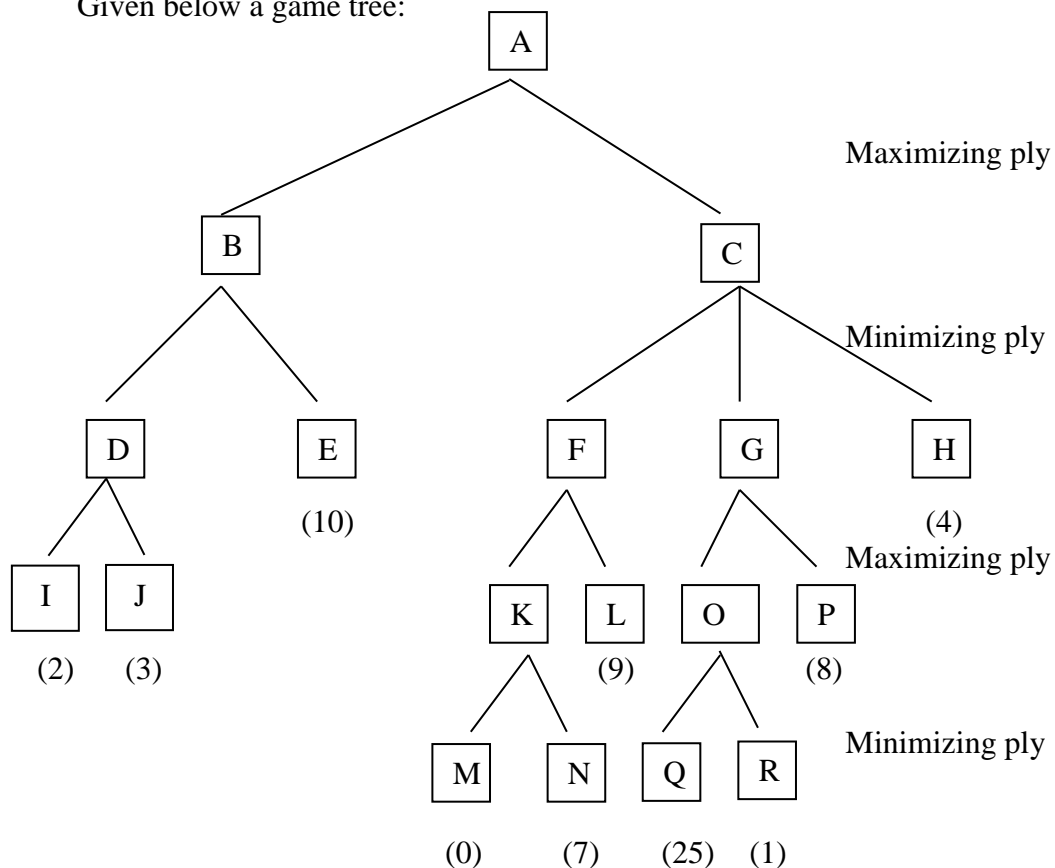 Given below a game tree:
A
Maximizing ply
B
C
Minimizing ply
D
E
F
G
H
(10)
(4)
Maximizing ply
I
J
K
L
O
P
(2)
(3)
(9)
(8)
Minimizing ply
M
N
Q
R
(0)
(7)
(25)
(1)